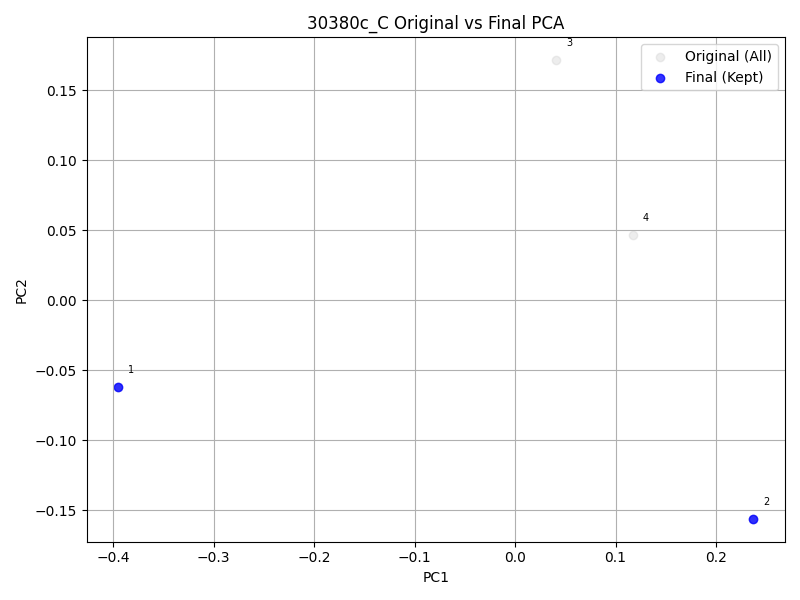 30380c_C Original vs Final PCA
3
Original (All)
Final (Kept)
0.15
0.10
4
0.05
PC2
0.00
1
−0.05
−0.10
2
−0.15
−0.4 −0.3 −0.2 −0.1 0.0 0.1 0.2
PC1